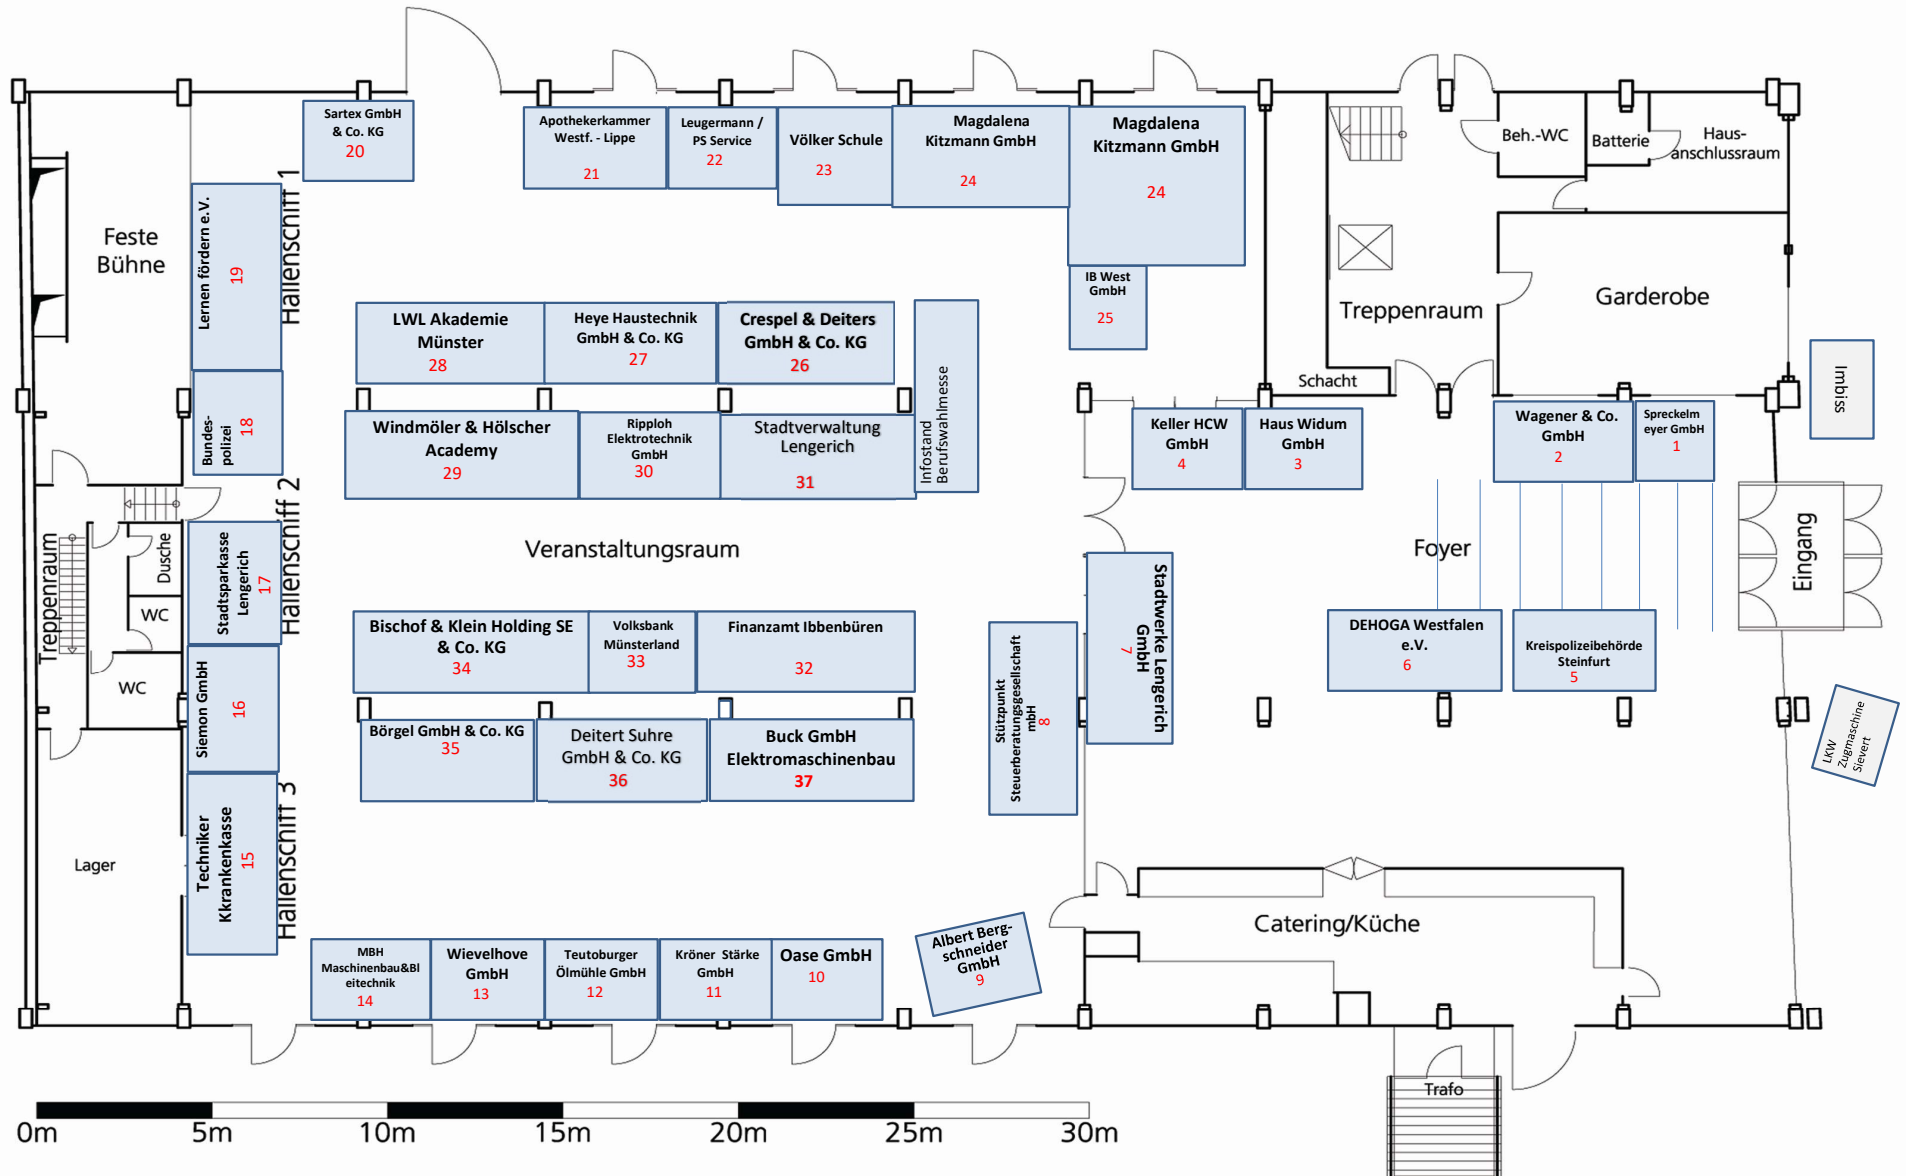 Sartex GmbH
& Co. KG
20
Apothekerkammer
Westf. - Lippe
21
Leugermann /
PS Service
22
Völker Schule
23
Magdalena
Kitzmann GmbH
24
Magdalena
Kitzmann GmbH
24
Beh.-WC
Batterie
Haus-
anschlussraum
Feste
Bühne
Lernen fördern e.V.
19
Hallenschiff 1
IB West
GmbH
25
Treppenraum
Garderobe
LWL Akademie
Münster
28
Heye Haustechnik
GmbH & Co. KG
27
Crespel & Deiters
GmbH & Co. KG
26
Infostand
Berufswahlmesse
Schacht
Imbiss
Bundes-
polizei
18
Windmöler & Hölscher
Academy
29
Ripploh
Elektrotechnik
GmbH
30
Stadtverwaltung
Lengerich
31
Keller HCW
GmbH
4
Haus Widum
GmbH
3
Wagener & Co.
GmbH
2
Spreckelm
eyer GmbH
1
Treppenraum
Dusche
WC
WC
Stadtsparkasse
Lengerich
17
Hallenschiff 2
Veranstaltungsraum
Foyer
Eingang
Stadtwerke Lengerich
GmbH
7
Siemon GmbH
16
Bischof & Klein Holding SE
& Co. KG
34
Volksbank
Münsterland
33
Finanzamt Ibbenbüren
32
Stützpunkt
Steuerberatungsgesellschaft
mbH
8
DEHOGA Westfalen
e.V.
6
Kreispolizeibehörde
Steinfurt
5
LKW
Zugmaschine
Sievert
Börgel GmbH & Co. KG
35
Deitert Suhre
GmbH & Co. KG
36
Buck GmbH
Elektromaschinenbau
37
Lager
Techniker
Kkrankenkasse
15
Hallenschiff 3
Catering/Küche
MBH
Maschinenbau&Bl
eitechnik
14
Wievelhove
GmbH
13
Teutoburger
Ölmühle GmbH
12
Kröner Stärke
GmbH
11
Oase GmbH
10
Albert Berg-
schneider
GmbH
9
Trafo
0m 5m 10m 15m 20m 25m 30m